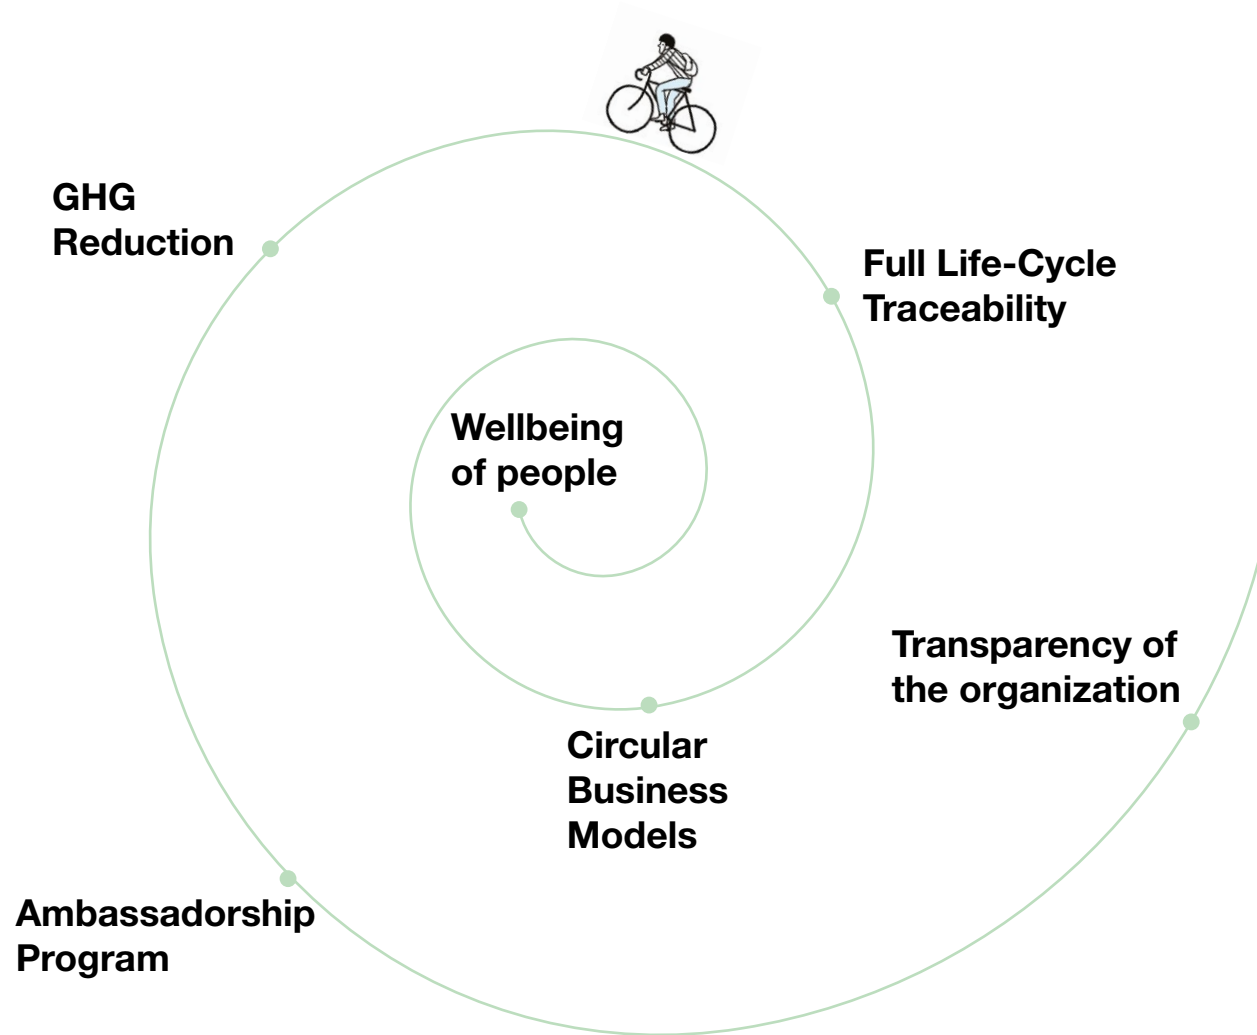 GHG
Reduction
Full Life-Cycle
Traceability
Wellbeing
of people
Transparency of
the organization
Circular
Business
Models
Ambassadorship
Program